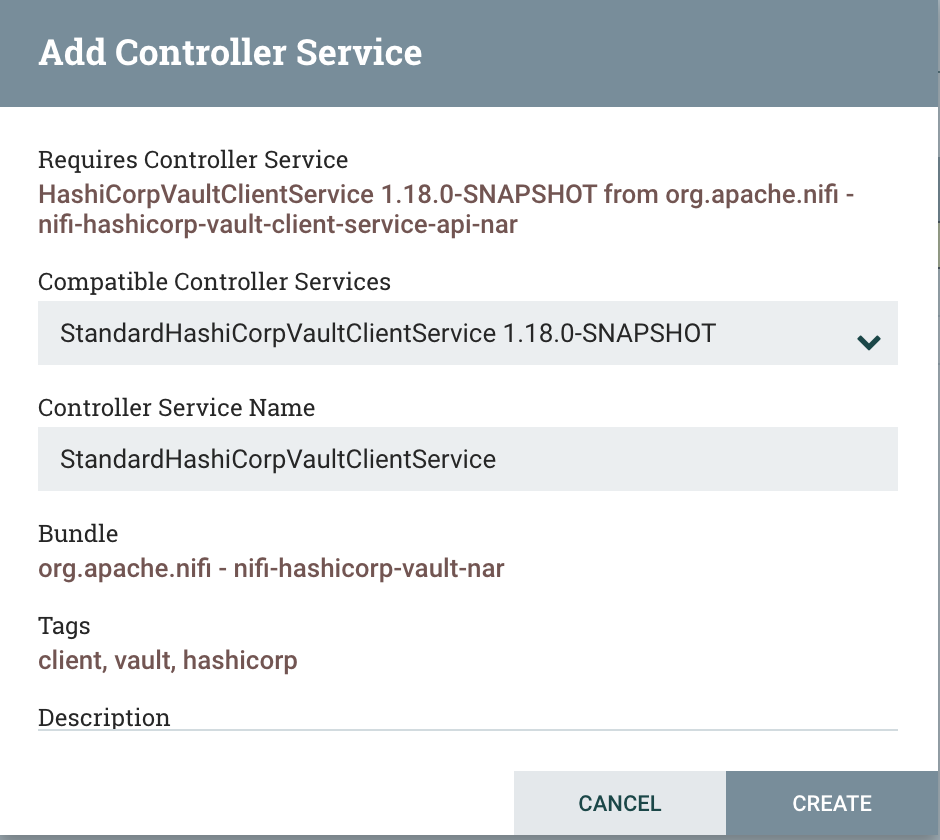 Add Controller Service
Requires Controller Service
HashiCorpVaultClientService 1.18.0-SNAPSHOT from org.apache.nifi -
nifi-hashicorp-vault-client-service-api-nar
Compatible Controller Services
StandardHashiCorpVaultClientService 1.18.0-SNAPSHOT
Controller Service Name
StandardHashiCorpVaultClientService
Bundle
org.apache.nifi - nifi-hashicorp-vault-nar
Tags
client, vault, hashicorp
Description
CANCEL
CREATE